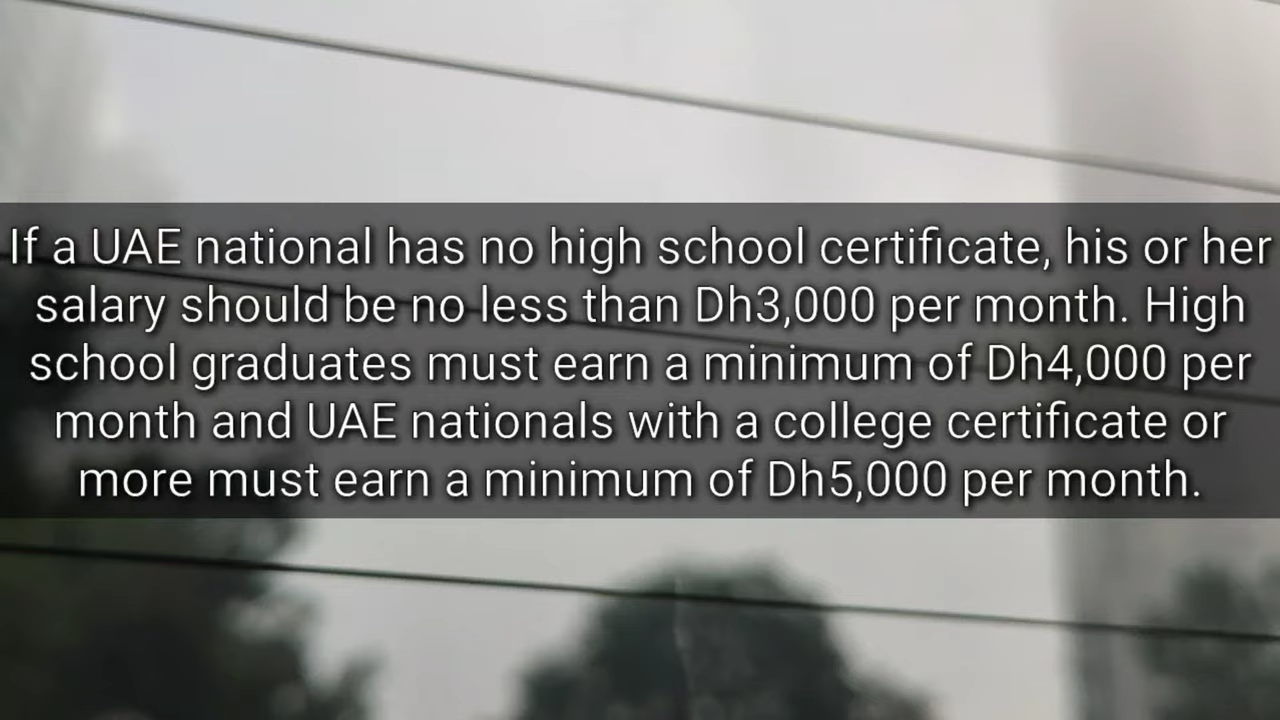 If a UAE national has no high school certificate, his or her
salary should be no less than Dh3,000 per month. High
school graduates must earn a minimum of Dh4,000 per
month and UAE nationals with a college certificate or
more must earn a minimum of Dh5,000 per month.